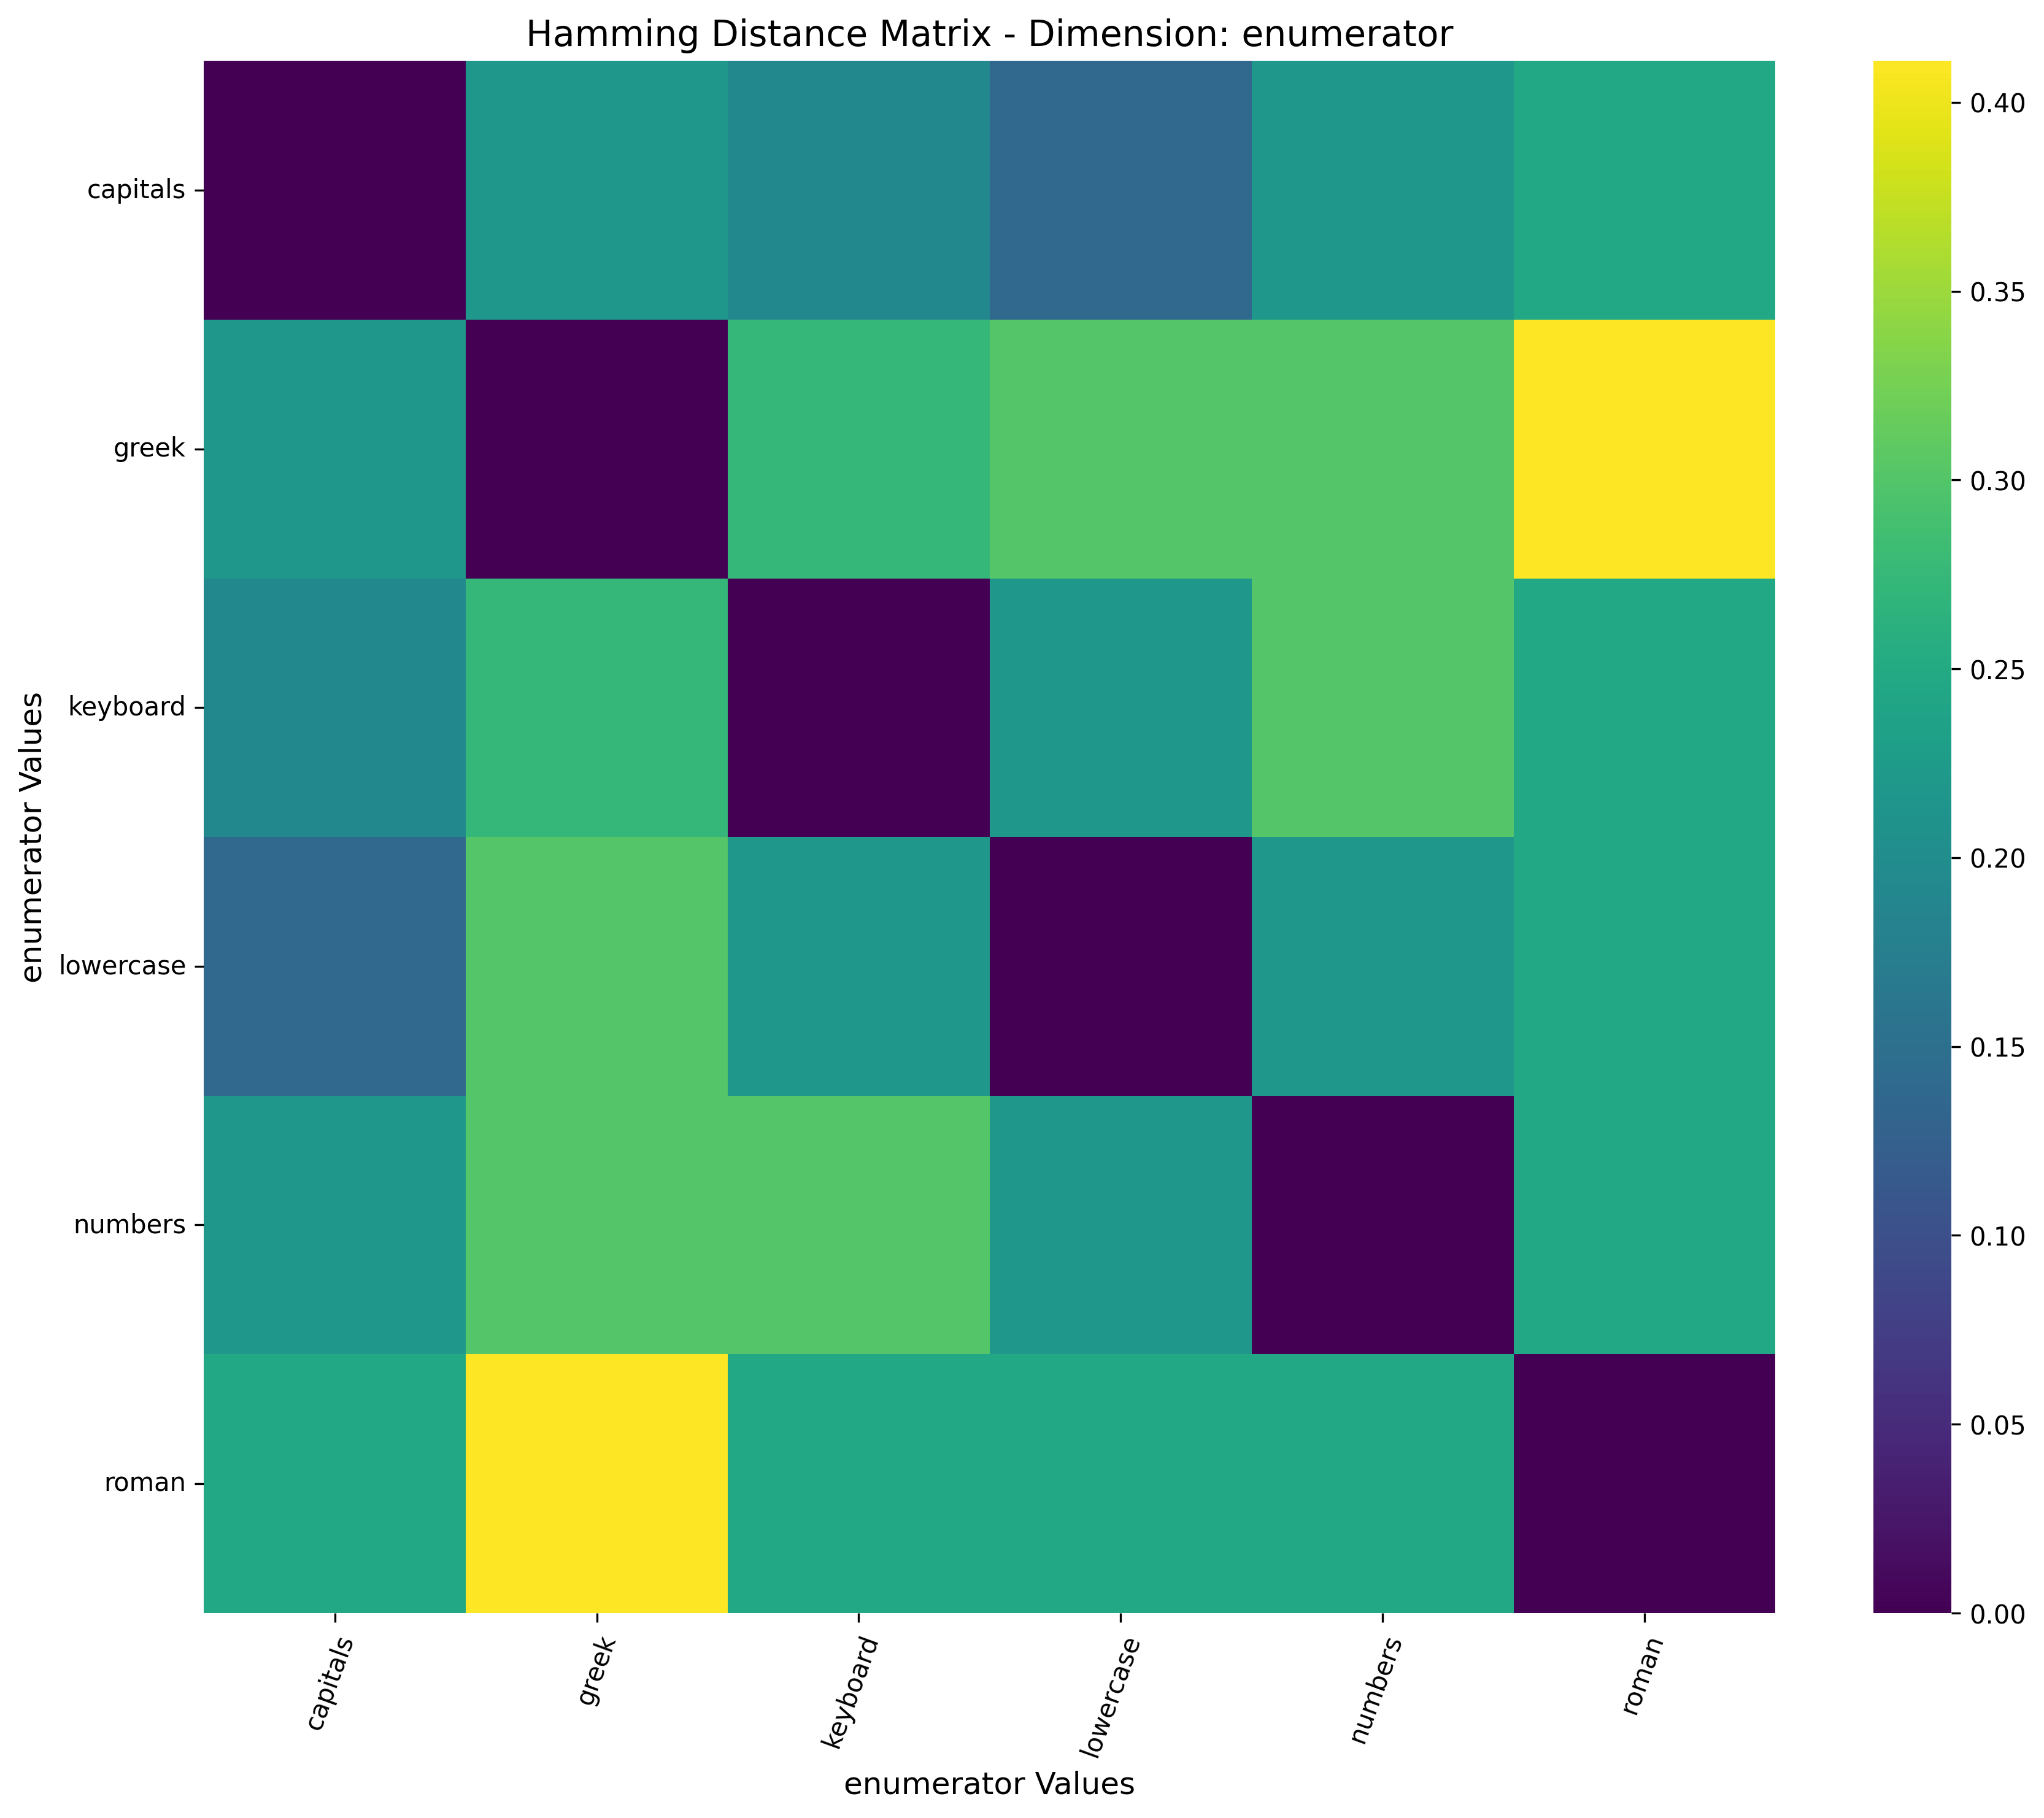 Hamming Distance Matrix - Dimension: enumerator
enumerator Values
capitals
greek
keyboard
lowercase
numbers
roman
capitals
greek
keyboard
lowercase
numbers
roman
enumerator Values
0.40
0.35
0.30
0.25
0.20
0.15
0.10
0.05
0.00